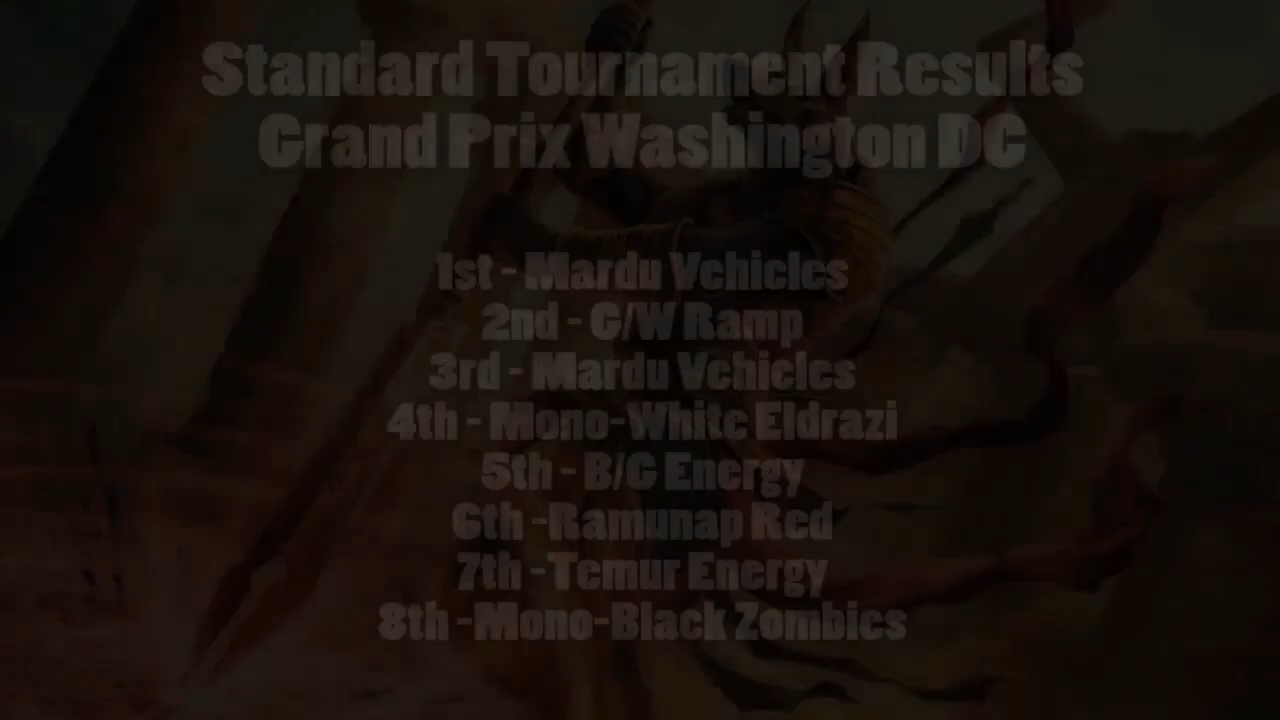 Standard Tournament Results
Grand Prix Washington DC
1st - Mardu Vehicles
2nd - G/W Ramp
3rd - Mardu Vehicles
4th - Mono-White Eldrazi
5th - B/G Energy
6th -Ramunap Red
7th -Temur Energy
8th -Mono-Black Zombies